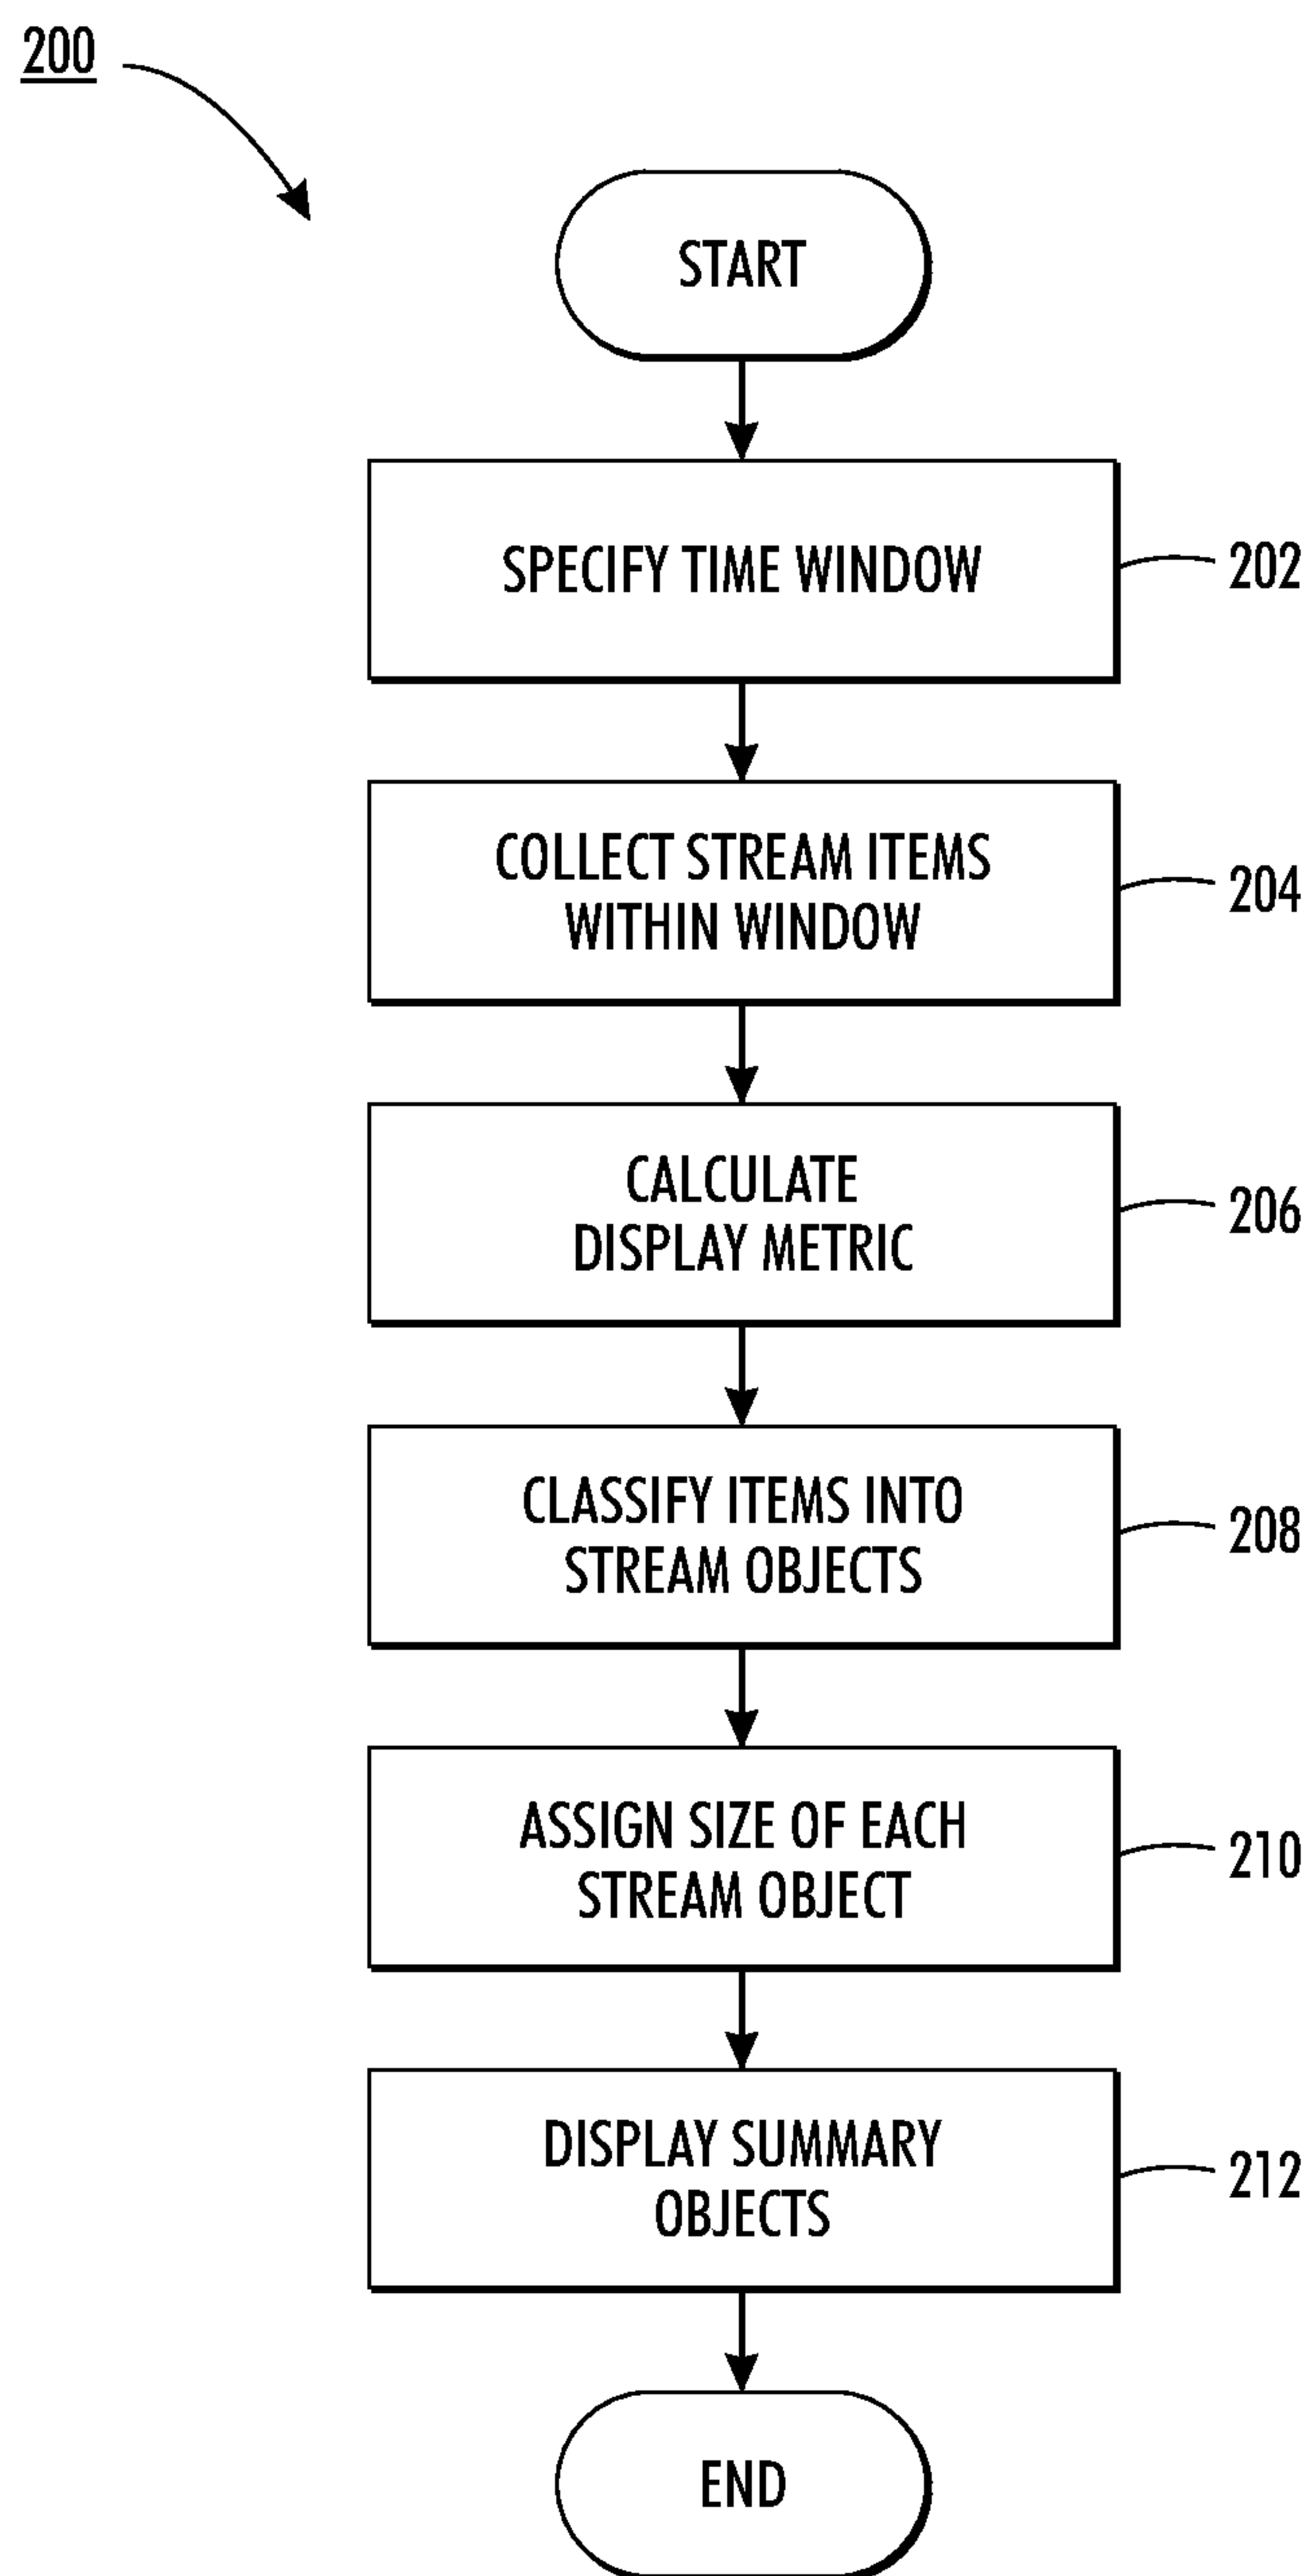 200
START
SPECIFY TIME WINDOW
202
COLLECT STREAM ITEMS
WITHIN WINDOW
204
CALCULATE
DISPLAY METRIC
206
CLASSIFY ITEMS INTO
STREAM OBJECTS
208
ASSIGN SIZE OF EACH
STREAM OBJECT
210
DISPLAY SUMMARY
OBJECTS
212
END